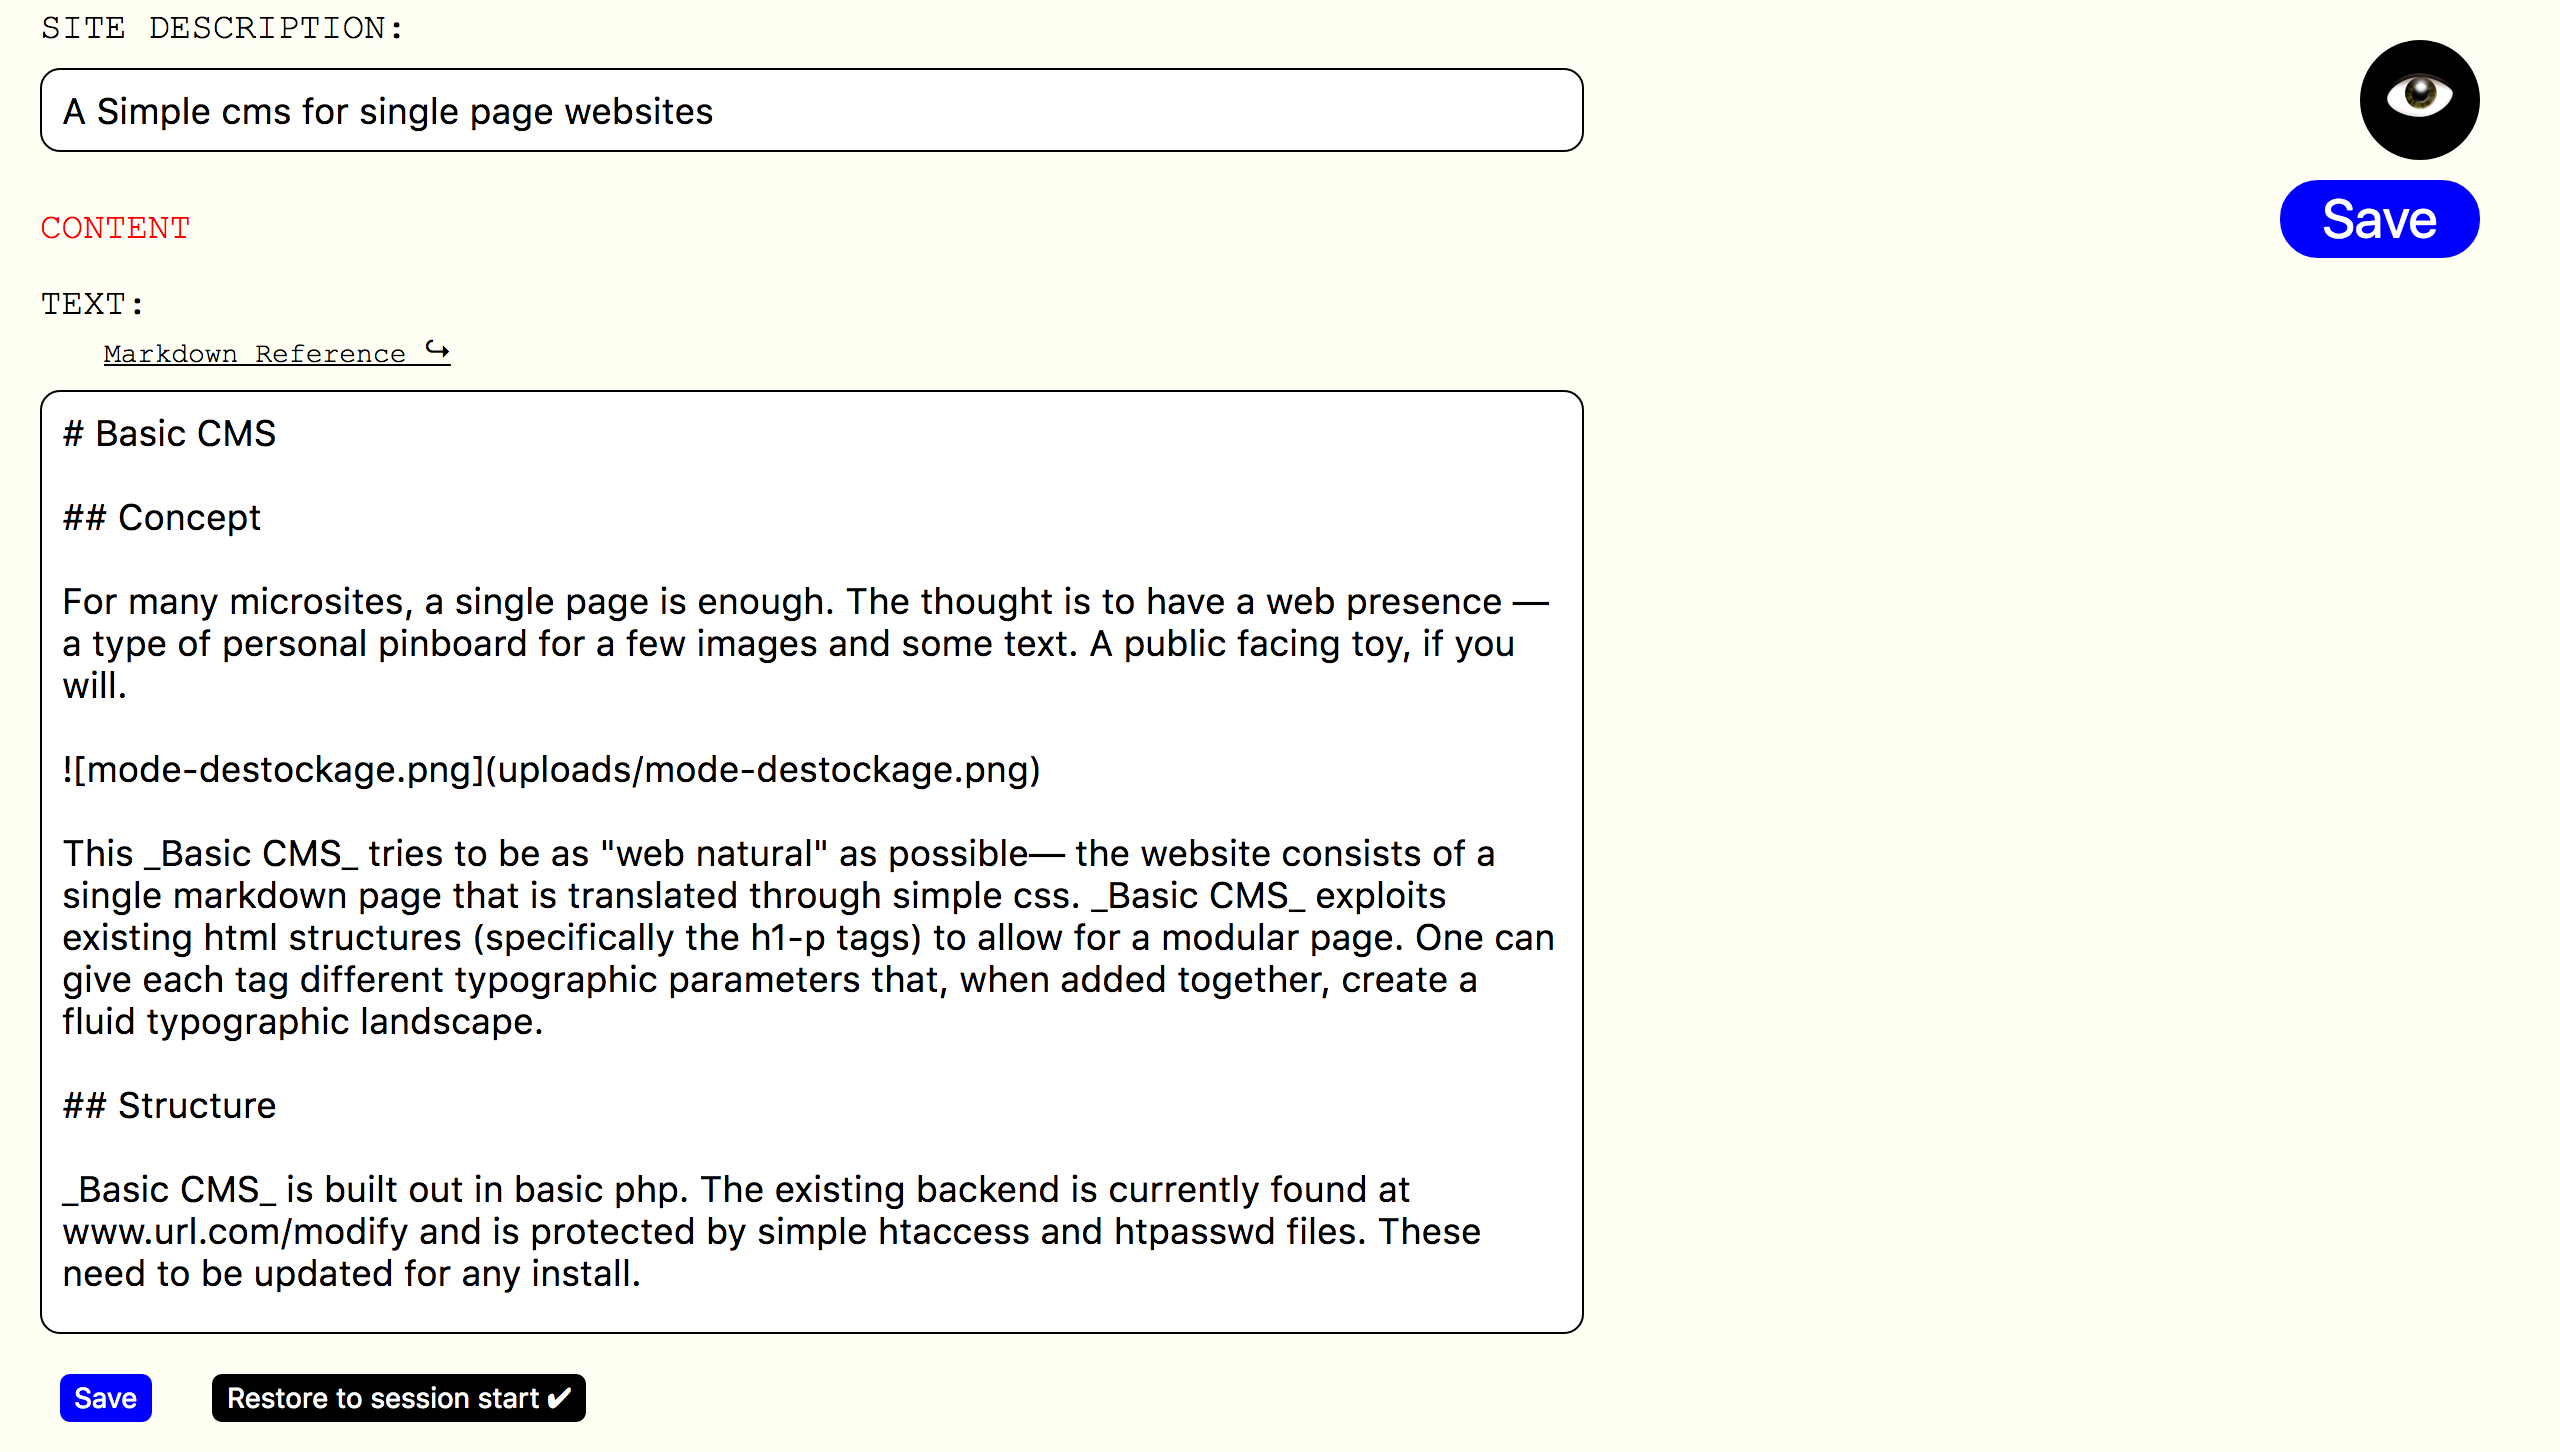 SITE DESCRIPTION:
A Simple cms for single page websites
Save
CONTENT
TEXT:
Markdown Reference ↪
# Basic CMS
## Concept
For many microsites, a single page is enough. The thought is to have a web presence —
a type of personal pinboard for a few images and some text. A public facing toy, if you
will.
![mode-destockage.png](uploads/mode-destockage.png)
This _Basic CMS_ tries to be as "web natural" as possible— the website consists of a
single markdown page that is translated through simple css. _Basic CMS_ exploits
existing html structures (specifically the h1-p tags) to allow for a modular page. One can
give each tag different typographic parameters that, when added together, create a
fluid typographic landscape.
## Structure
_Basic CMS_ is built out in basic php. The existing backend is currently found at
www.url.com/modify and is protected by simple htaccess and htpasswd files. These
need to be updated for any install.
Save
Restore to session start ✔